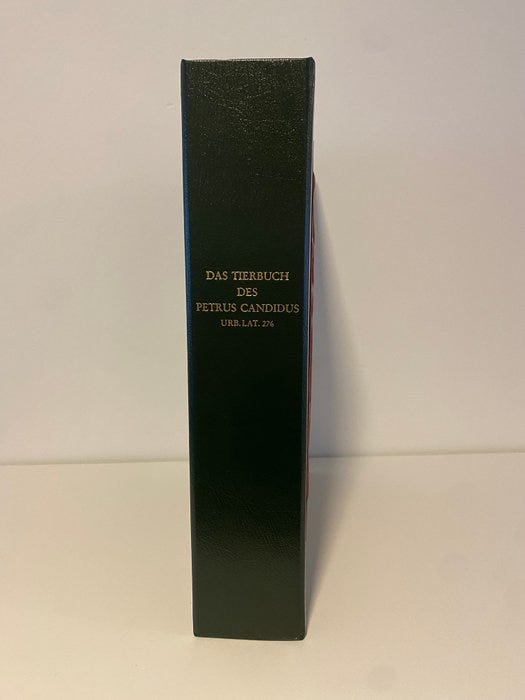 DAS TIERBUCH
DES
PETRUS CANDIDUS
URB. LAT. 276